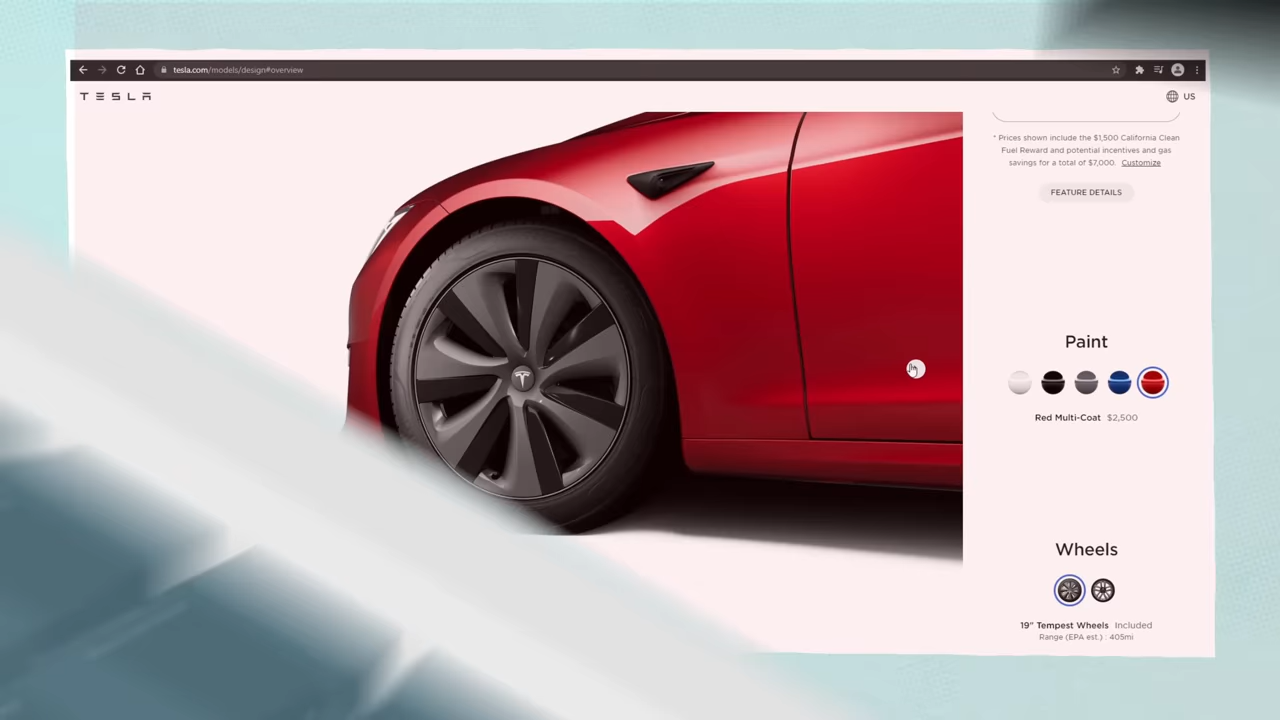 tesla.com/models/design#overview
TESLA
US
* Prices shown include the $1,500 California Clean
Fuel Reward and potential incentives and gas
savings for a total of $7,000. Customize
FEATURE DETAILS
Paint
Red Multi-Coat $2,500
Wheels
19" Tempest Wheels Included
Range (EPA est.) : 405mi